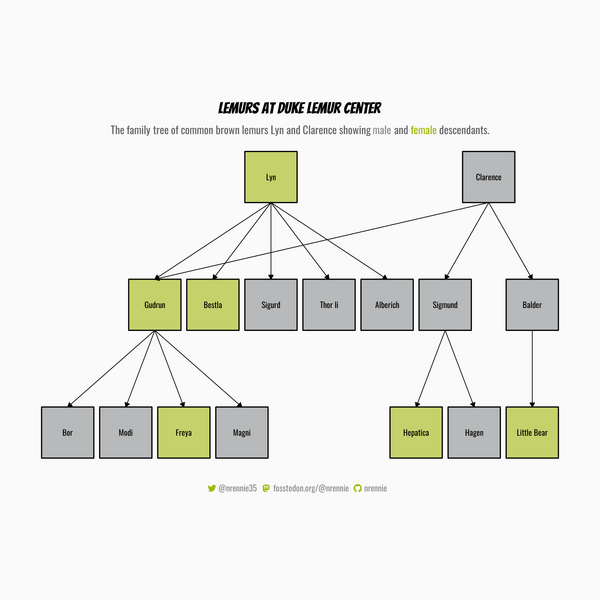 LEMURS AT DUKE LEMUR CENTER
The family tree of common brown lemurs Lyn and Clarence showing male and female descendants.
Lyn Clarence
Gudrun Bestla Sigurd Thor Ii Alberich Sigmund Balder
Bor Modi Freya Magni Hepatica Hagen Little Bear
@nrennie35 fosstodon.org/@nrennie nrennie